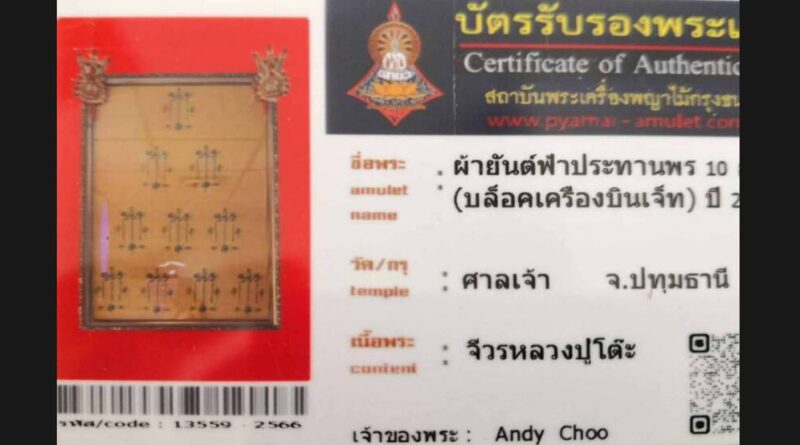 บัตรรับรองพระเ
Certificate of Authentic
สถาบันพระเครื่องพญาไม้กรุงธน
www.pyamai-amulet.com
ชื่อพระ : ผ้ายันต์ฟ้าประทานพร 10
amulet name (บล็อคเครื่องบินเจ็ท) ปี 2
วัด/กรุ temple : ศาลเจ้า จ.ปทุมธานี
เนื้อพระ content : จีวรหลวงปู่โต๊ะ
เจ้าของพระ : Andy Choo
รหัส/code : 13559 - 2566